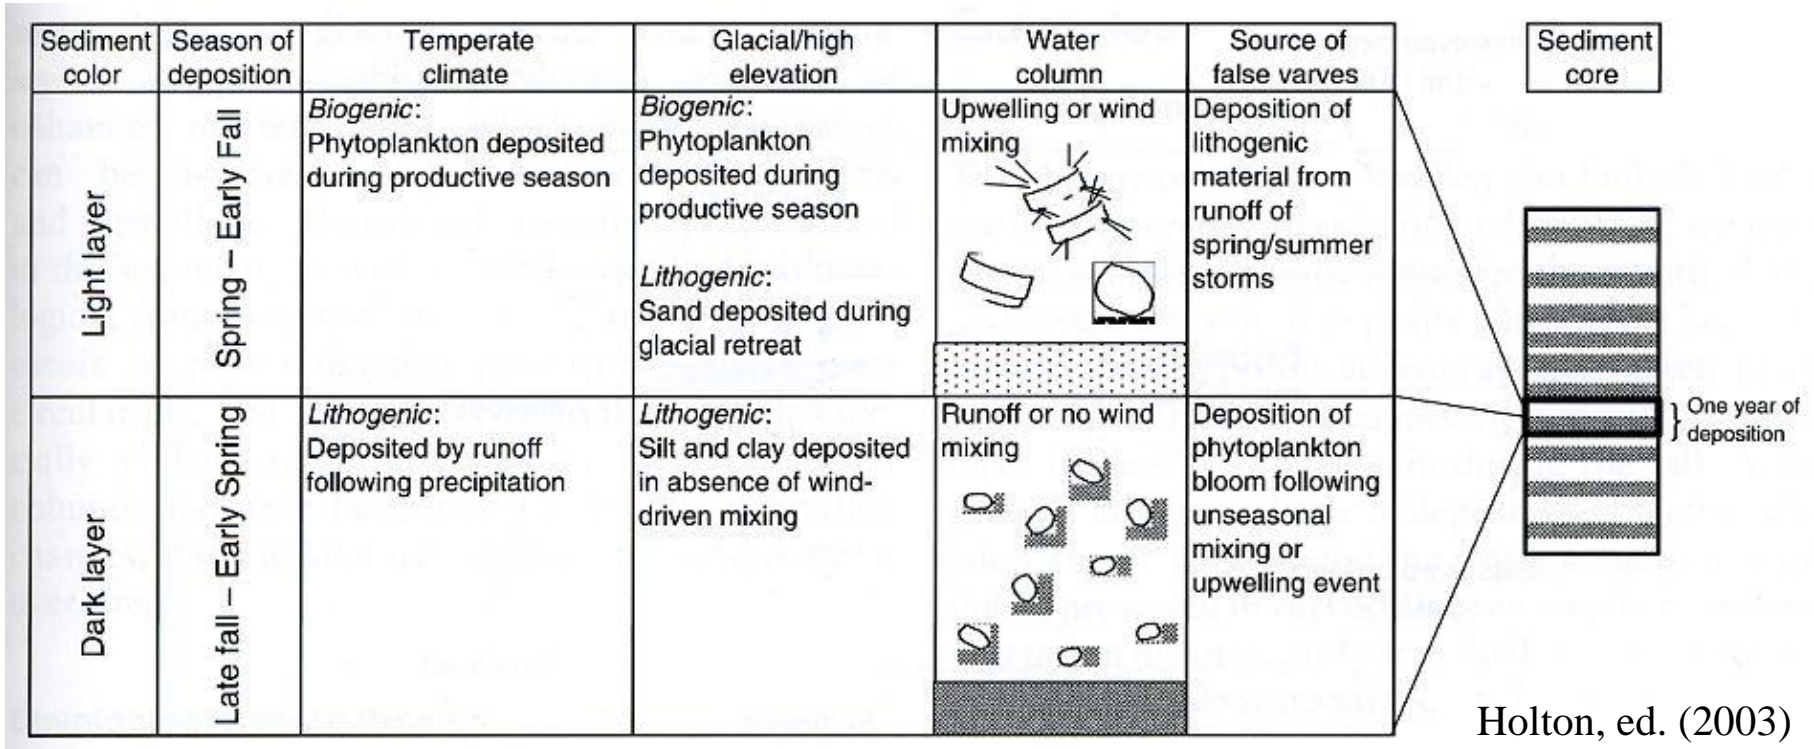 Sediment
color
Season of
deposition
Temperate
climate
Glacial/high
elevation
Water
column
Source of
false varves
Sediment
core
Light layer
Spring – Early Fall
Biogenic:
Phytoplankton deposited
during productive season
Biogenic:
Phytoplankton
deposited during
productive season
Lithogenic:
Sand deposited during
glacial retreat
Upwelling or wind
mixing
Deposition of
lithogenic
material from
runoff of
spring/summer
storms
Dark layer
Late fall – Early Spring
Lithogenic:
Deposited by runoff
following precipitation
Lithogenic:
Silt and clay deposited
in absence of wind-
driven mixing
Runoff or no wind
mixing
Deposition of
phytoplankton
bloom following
unseasonal
mixing or
upwelling event
One year of
deposition
Holton, ed. (2003)